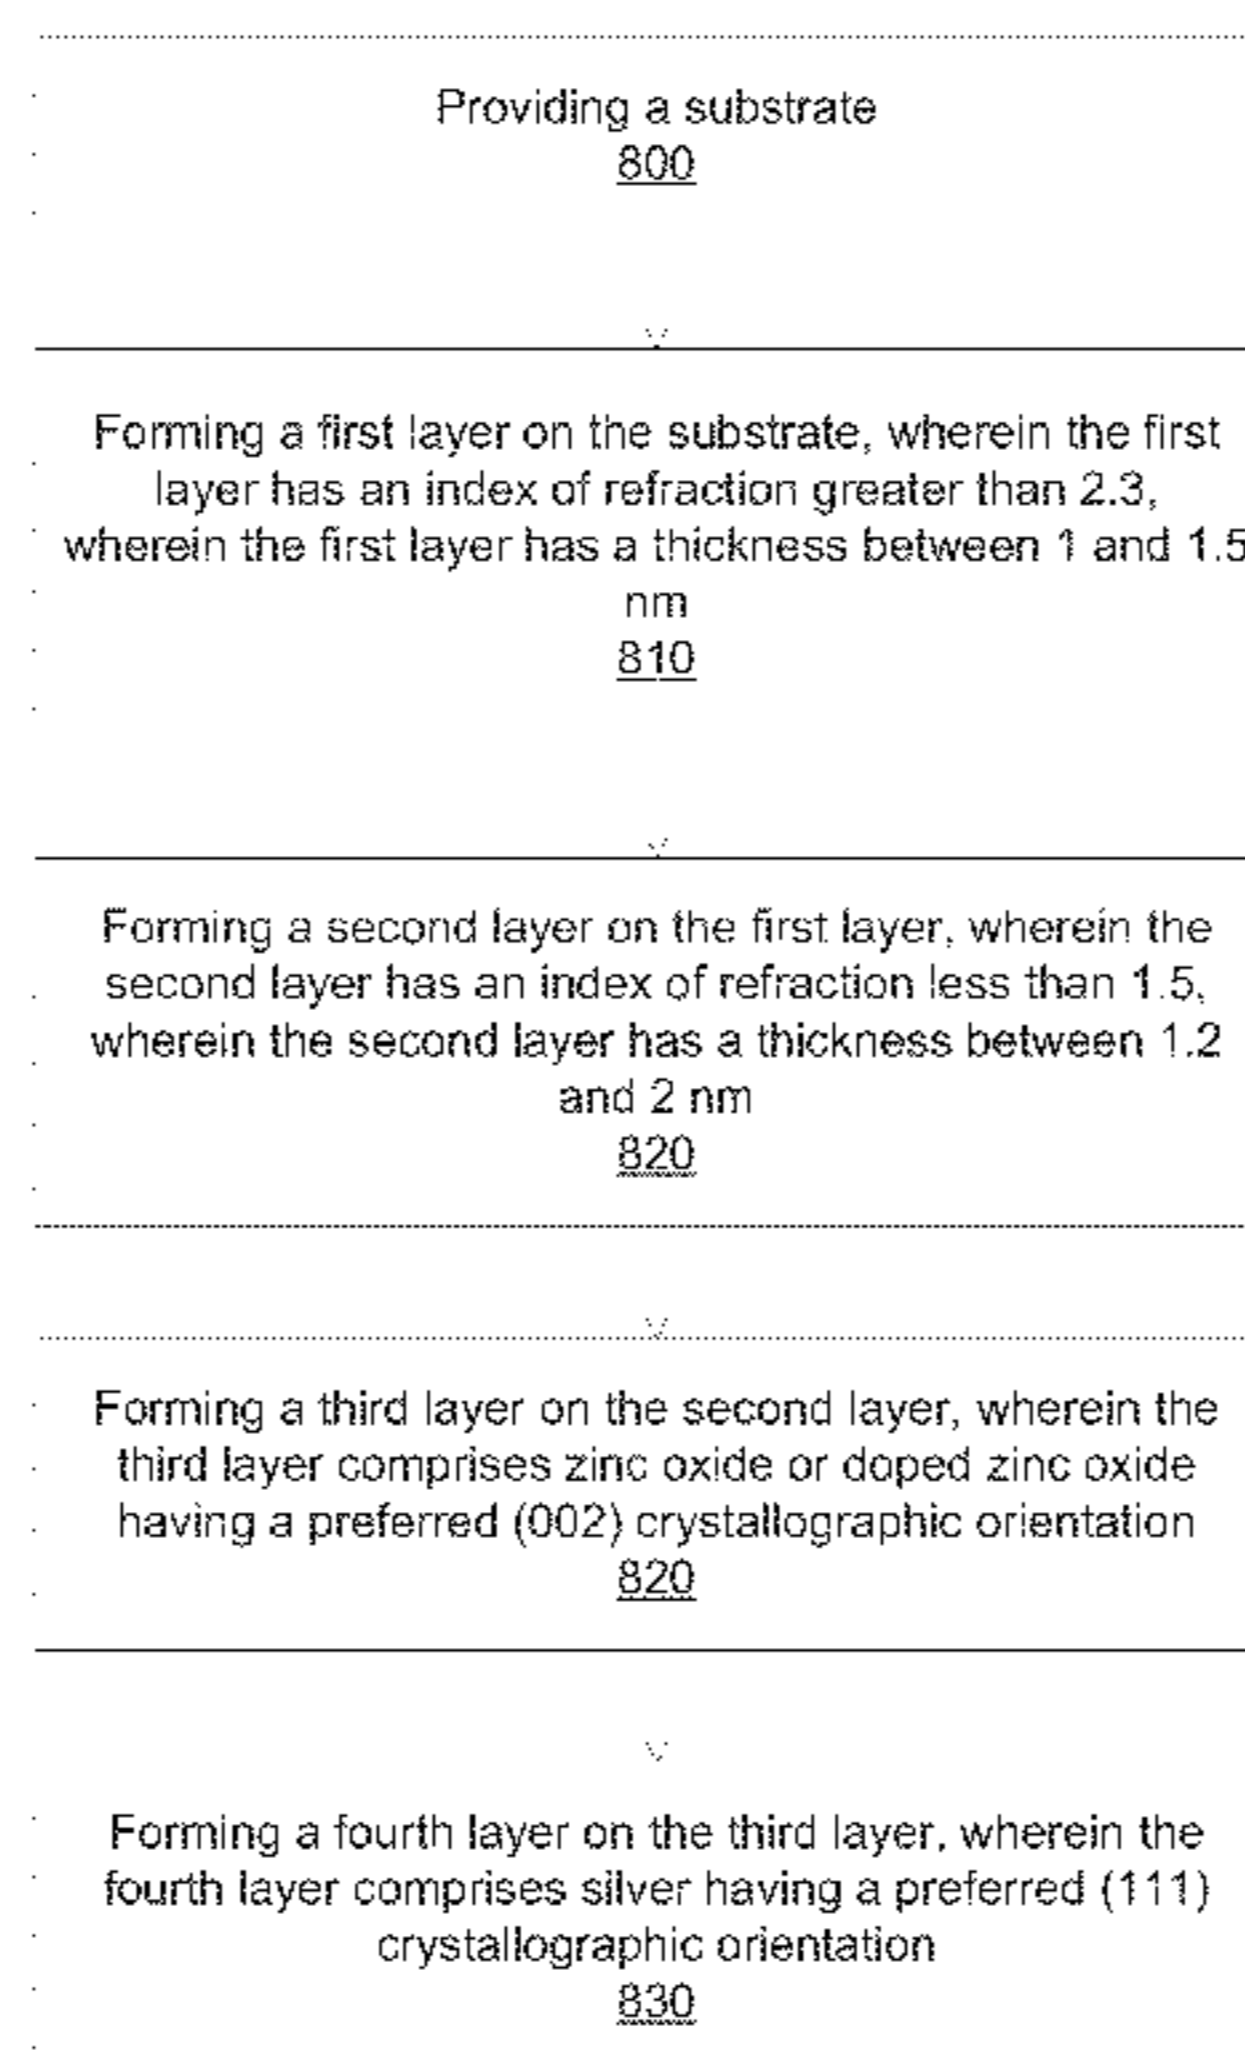 Providing a substrate
800
Forming a first layer on the substrate, wherein the first
layer has an index of refraction greater than 2.3,
wherein the first layer has a thickness between 1 and 1.5
nm
810
Forming a second layer on the first layer, wherein the
second layer has an index of refraction less than 1.5,
wherein the second layer has a thickness between 1.2
and 2 nm
820
Forming a third layer on the second layer, wherein the
third layer comprises zinc oxide or doped zinc oxide
having a preferred (002) crystallographic orientation
820
Forming a fourth layer on the third layer, wherein the
fourth layer comprises silver having a preferred (111)
crystallographic orientation
830